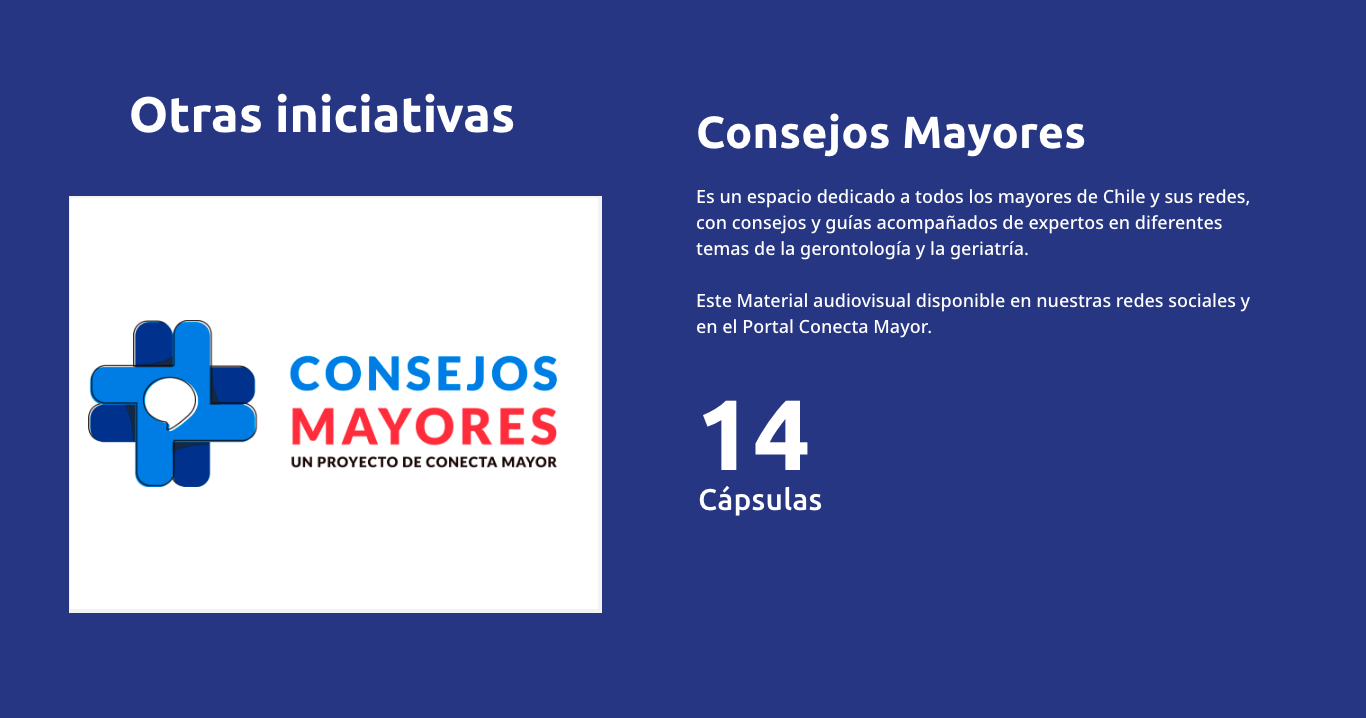 Otras iniciativas
CONSEJOS
MAYORES
UN PROYECTO DE CONECTA MAYOR
Consejos Mayores
Es un espacio dedicado a todos los mayores de Chile y sus redes,
con consejos y guías acompañados de expertos en diferentes
temas de la gerontología y la geriatría.
Este Material audiovisual disponible en nuestras redes sociales y
en el Portal Conecta Mayor.
14
Cápsulas